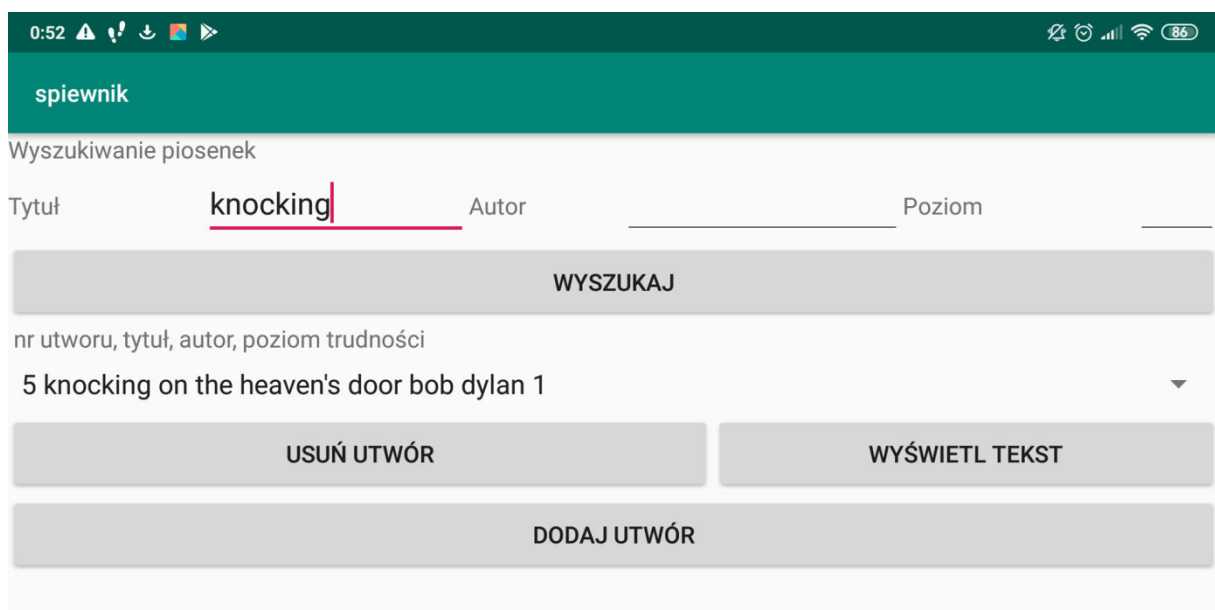 0:52 86
spiewnik
Wyszukiwanie piosenek
Tytuł knocking Autor Poziom
WYSZUKAJ
nr utworu, tytuł, autor, poziom trudności
5 knocking on the heaven's door bob dylan 1
USUŃ UTWÓR WYŚWIETL TEKST
DODAJ UTWÓR